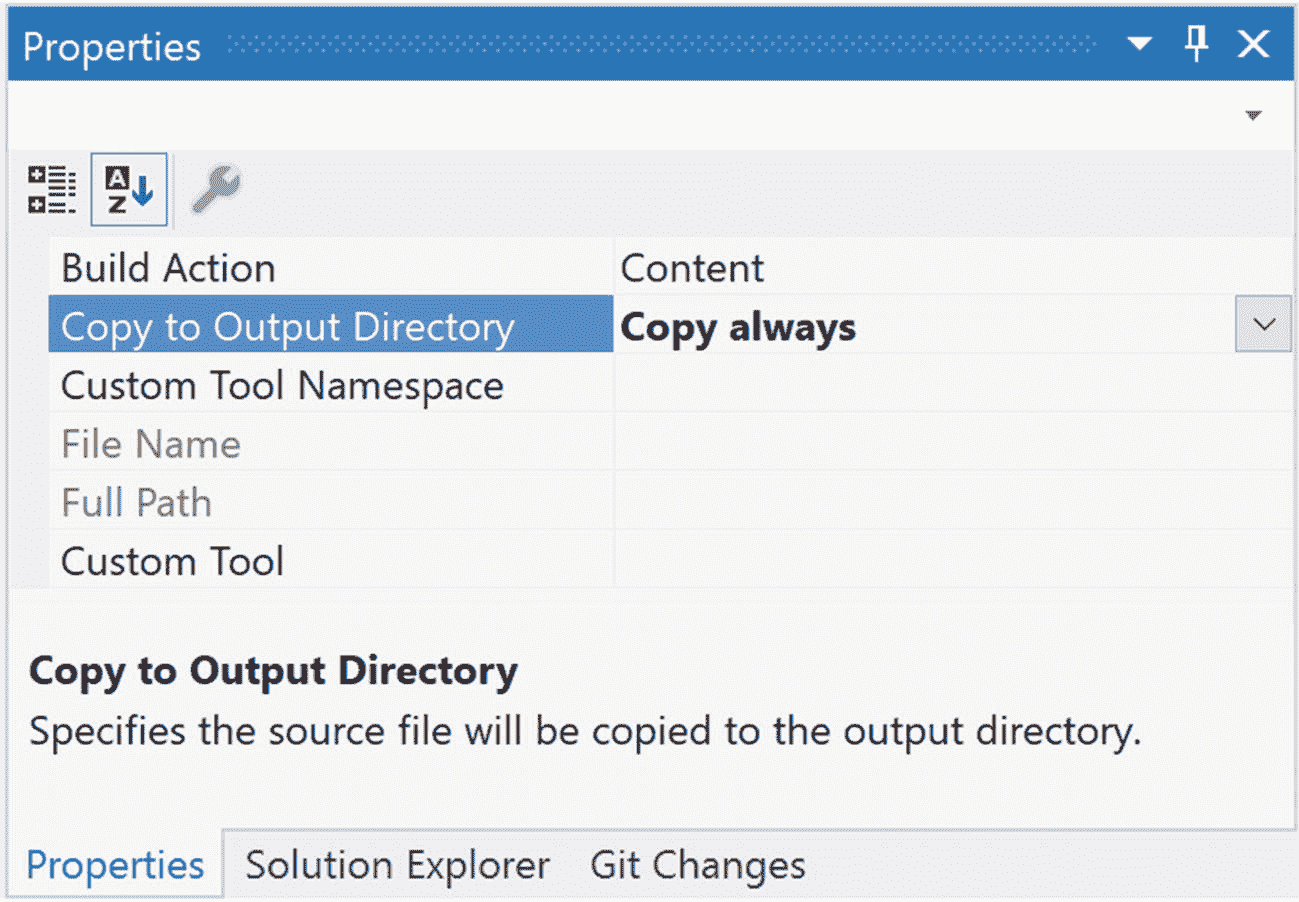 Properties
A
Z
Build Action Content
Copy to Output Directory Copy always
Custom Tool Namespace
File Name
Full Path
Custom Tool
Copy to Output Directory
Specifies the source file will be copied to the output directory.
Properties Solution Explorer Git Changes